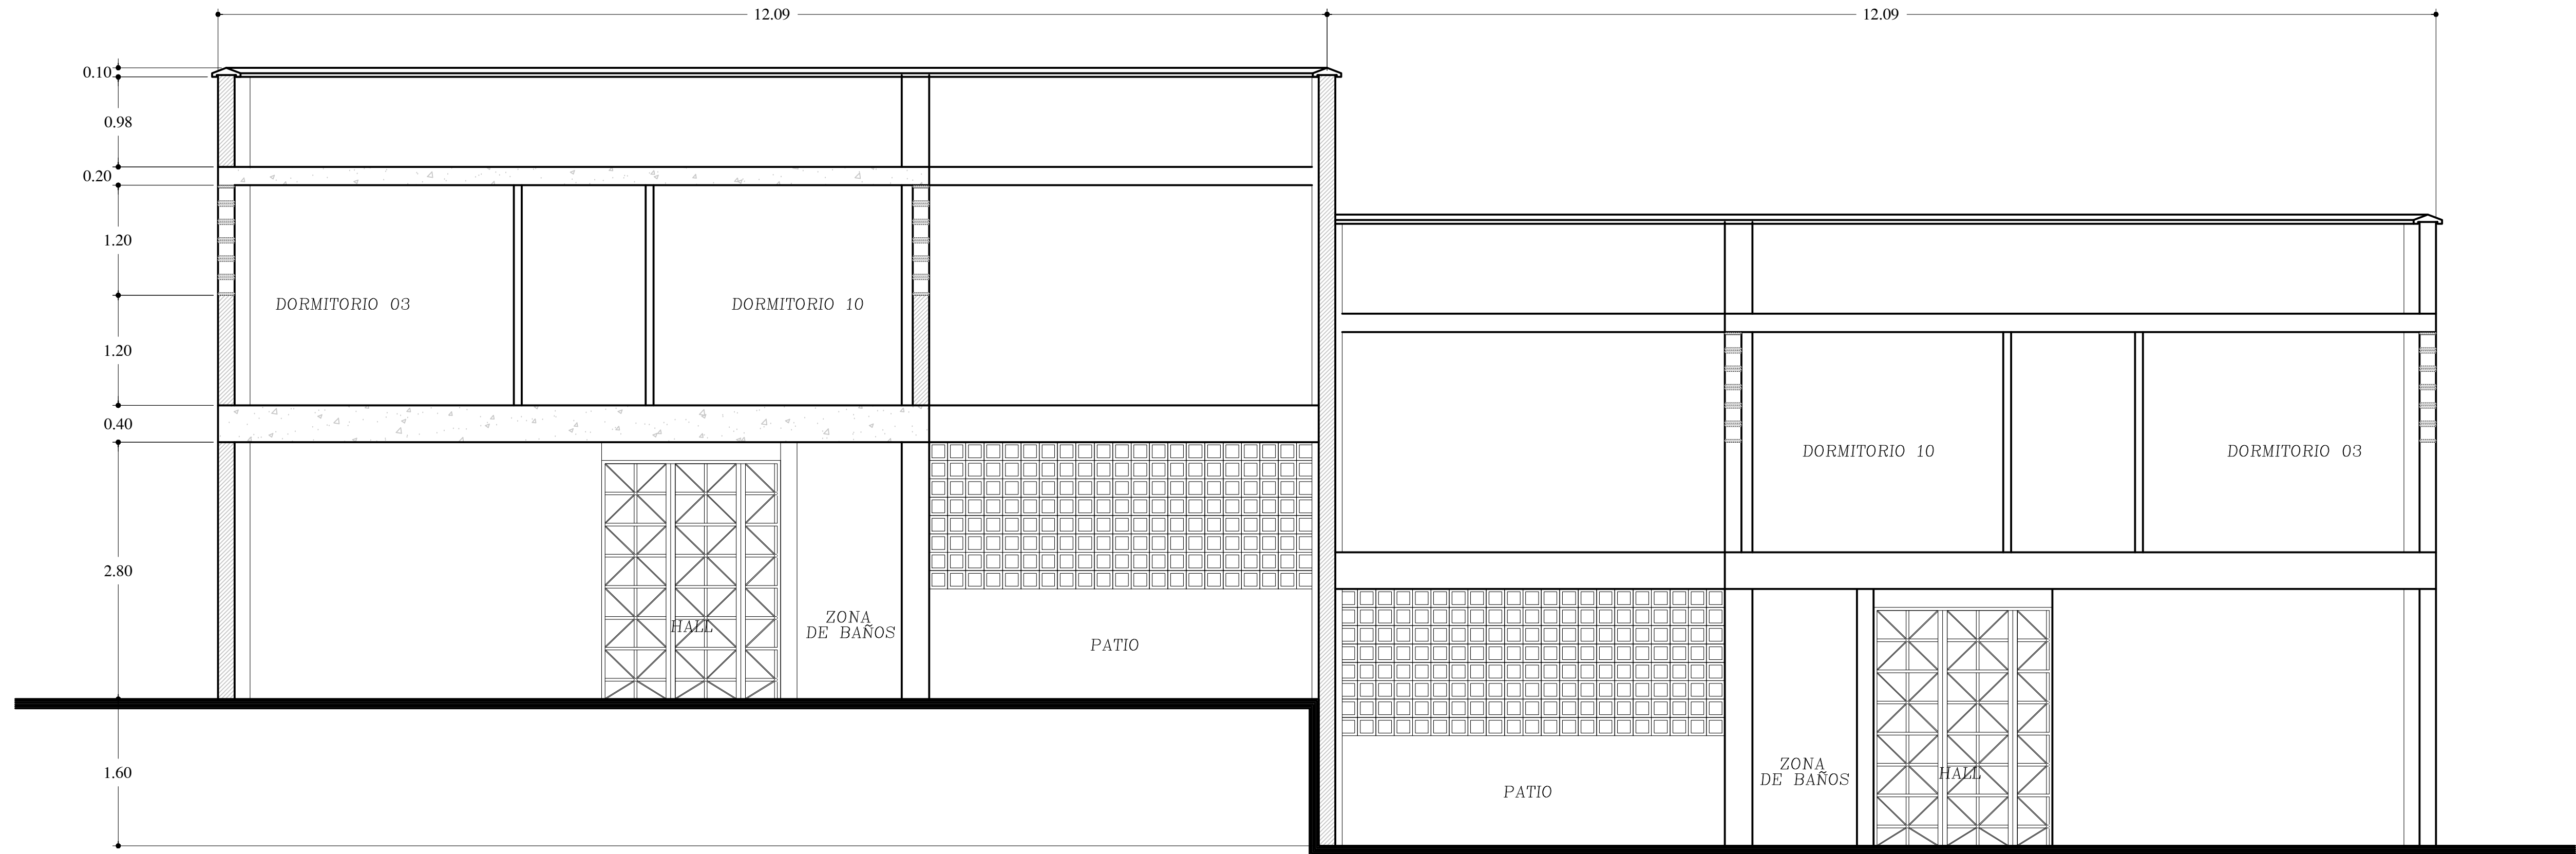 12.09
12.09
0.10
0.98
0.20
1.20
DORMITORIO 03
DORMITORIO 10
1.20
0.40
DORMITORIO 10
DORMITORIO 03
2.80
HALL
ZONA
DE BAÑOS
PATIO
1.60
PATIO
ZONA
DE BAÑOS
HALL